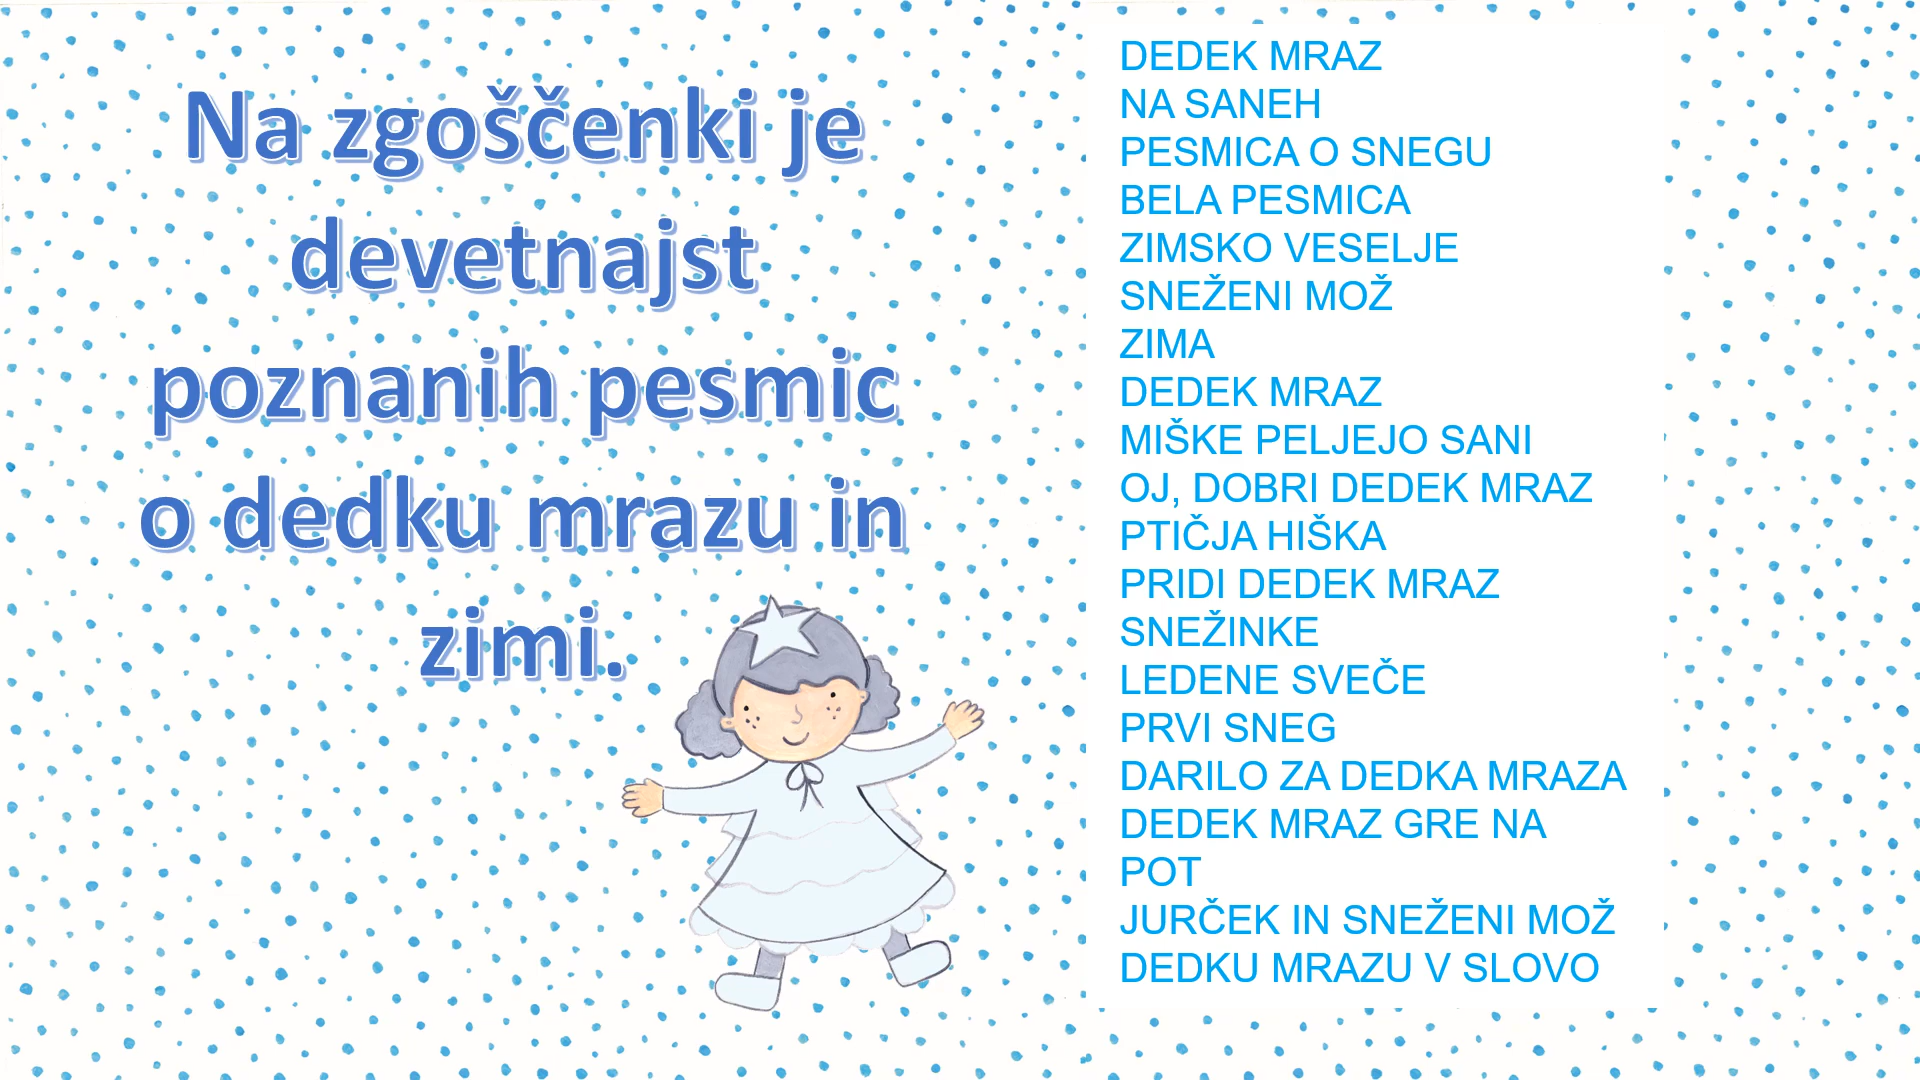 Na zgoščenki je
devetnajst
poznanih pesmic
o dedku mrazu in
zimi.
DEDEK MRAZ
NA SANEH
PESMICA O SNEGU
BELA PESMICA
ZIMSKO VESELJE
SNEŽENI MOŽ
ZIMA
DEDEK MRAZ
MIŠKE PELJEJO SANI
OJ, DOBRI DEDEK MRAZ
PTIČJA HIŠKA
PRIDI DEDEK MRAZ
SNEŽINKE
LEDENE SVEČE
PRVI SNEG
DARILO ZA DEDKA MRAZA
DEDEK MRAZ GRE NA
POT
JURČEK IN SNEŽENI MOŽ
DEDKU MRAZU V SLOVO